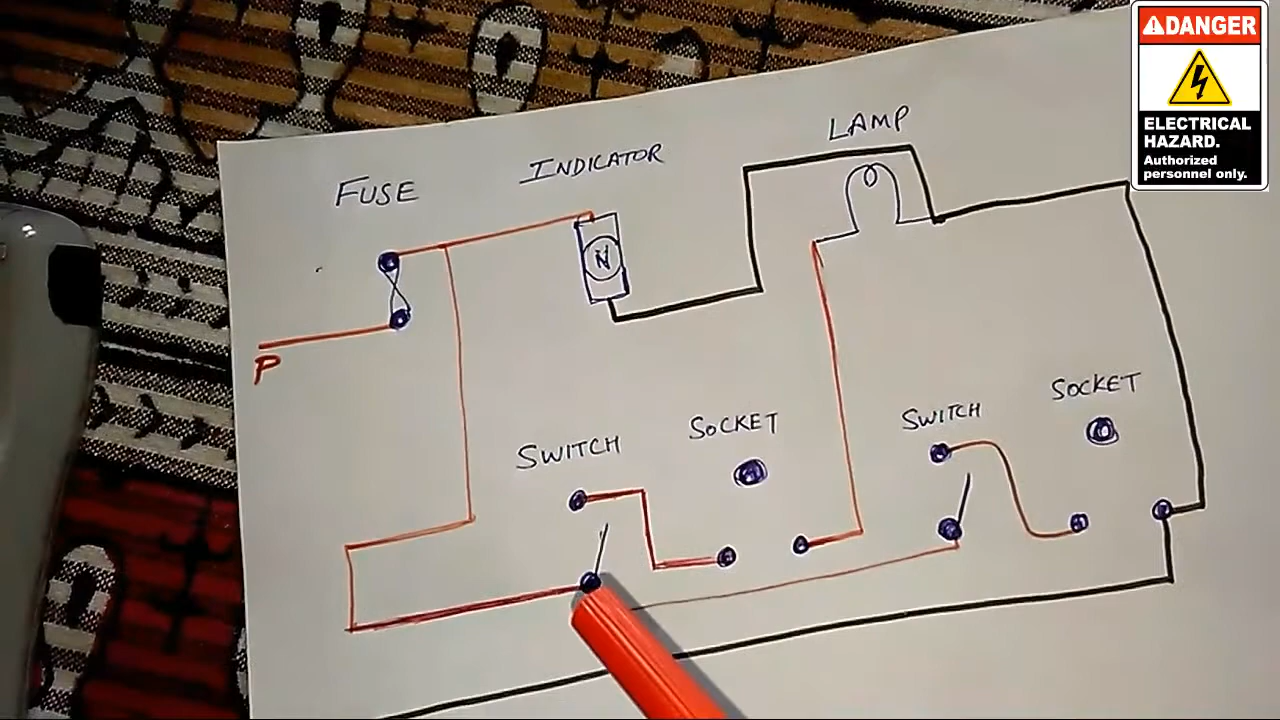 DANGER
ELECTRICAL
HAZARD.
Authorized
personnel only.
LAMP
INDICATOR
FUSE
N
P
SOCKET
SWITCH
SOCKET
SWITCH